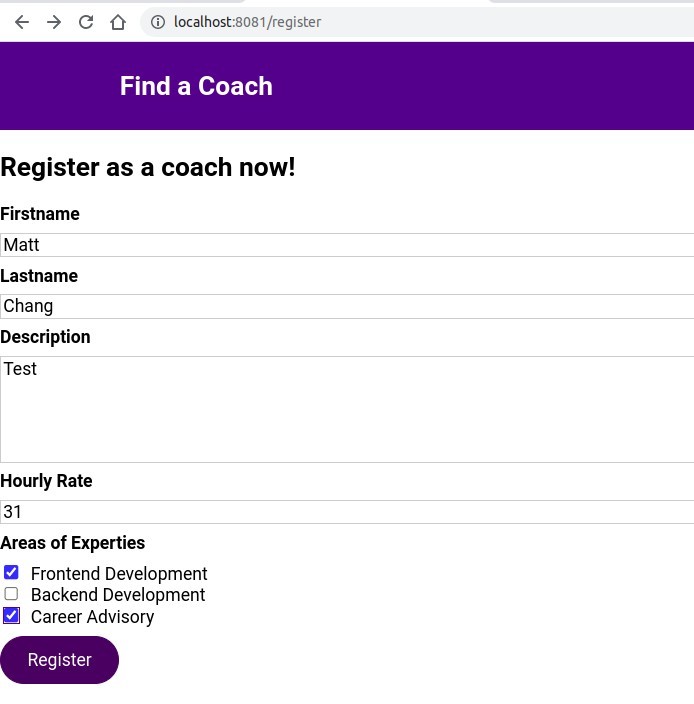 localhost:8081/register
Find a Coach
Register as a coach now!
Firstname
Matt
Lastname
Chang
Description
Test
Hourly Rate
31
Areas of Experties
Frontend Development
Backend Development
Career Advisory
Register